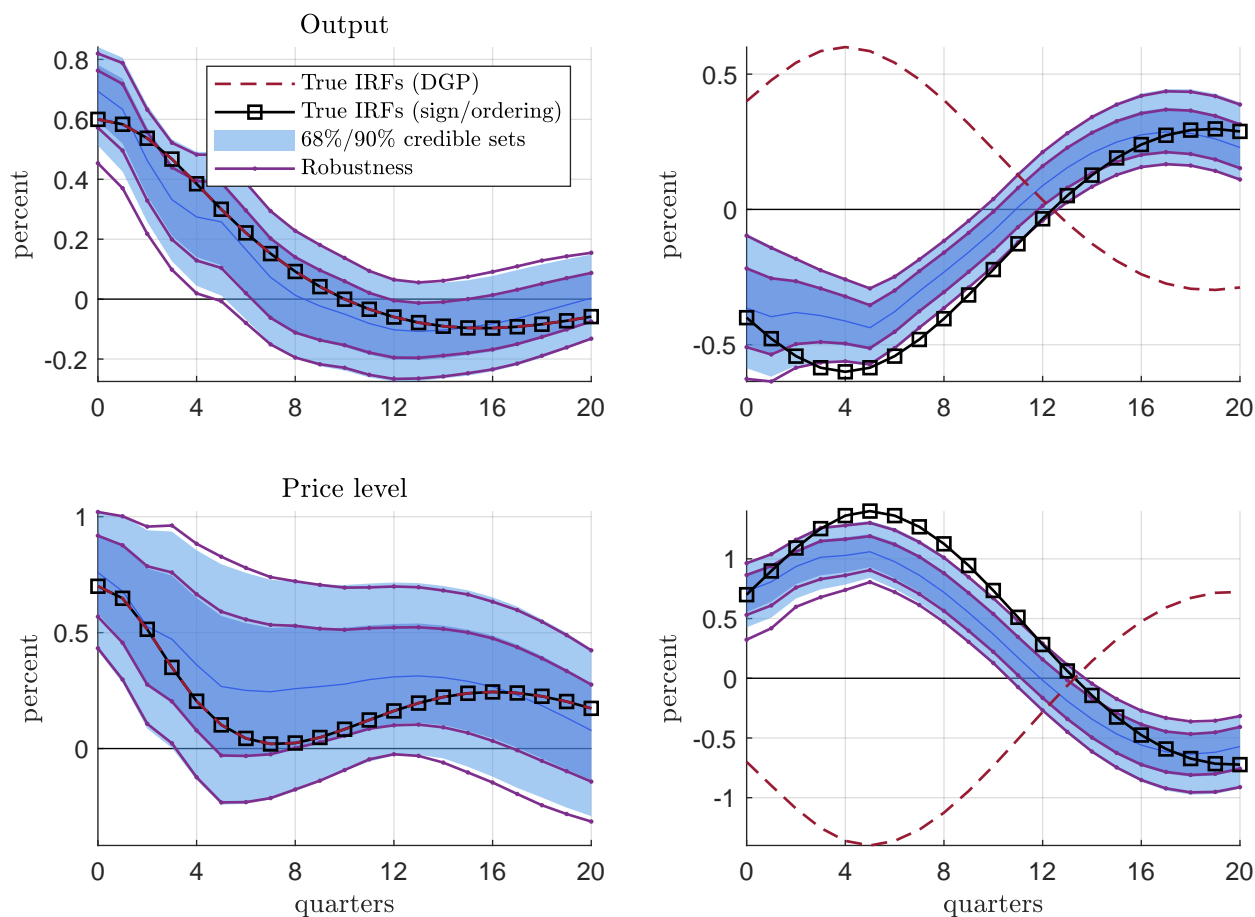 Output
0.8
0.6
0.4
0.2
0
-0.2
percent
0 4 8 12 16 20
True IRFs (DGP)
True IRFs (sign/ordering)
68%/90% credible sets
Robustness
0.5
0
-0.5
percent
0 4 8 12 16 20
Price level
1
0.5
0
percent
0 4 8 12 16 20
quarters
1
0.5
0
-0.5
-1
percent
0 4 8 12 16 20
quarters